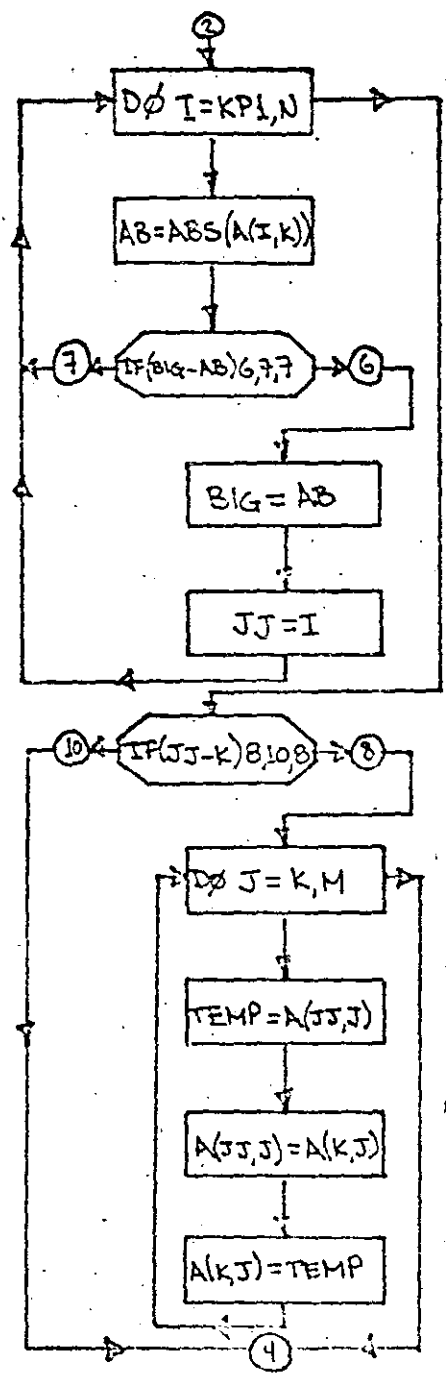 2
DØ I=KP1,N
AB=ABS(A(I,K))
7
IF(BIG-AB)6,7,7
6
BIG=AB
JJ=I
10
IF(JJ-K)8,10,8
8
DØ J=K,M
TEMP=A(JJ,J)
A(JJ,J)=A(K,J)
A(K,J)=TEMP
4